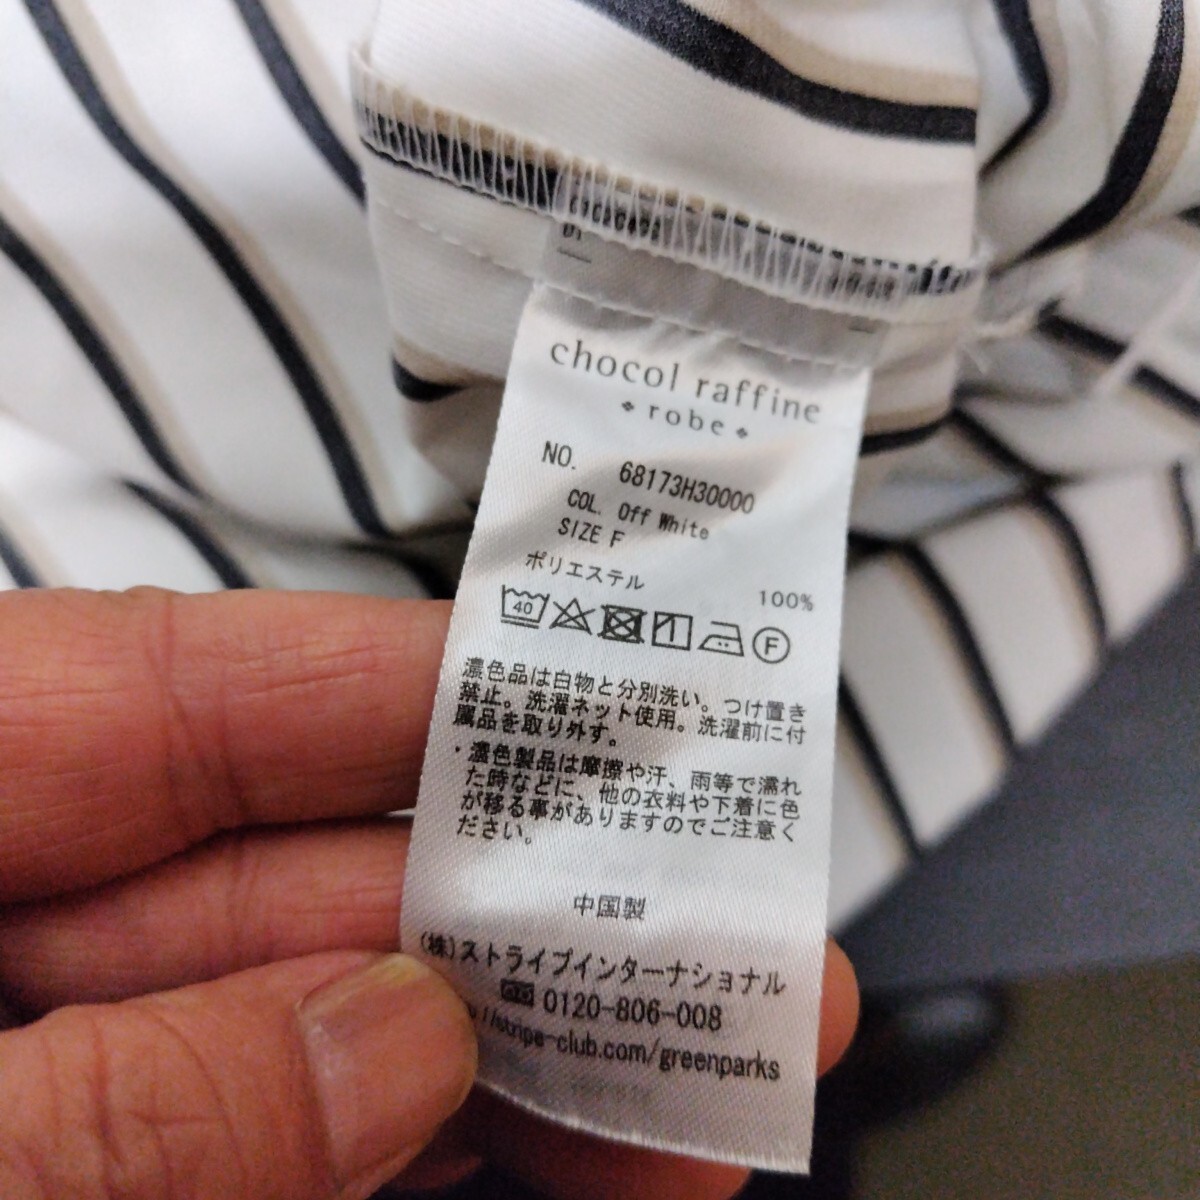 chocol raffine
robe
NO. 68173H30000
COL. Off White
SIZE F
ポリエステル 100%
40 F
濃色品は白物と分別洗い。つけ置き
禁止。洗濯ネット使用。洗濯前に付
属品を取り外す。
・濃色製品は摩擦や汗、雨等で濡れ
た時などに、他の衣料や下着に色
が移る事がありますのでご注意く
ださい。
中国製
(株)ストライプインターナショナル
0120-806-008
//stripe-club.com/greenparks